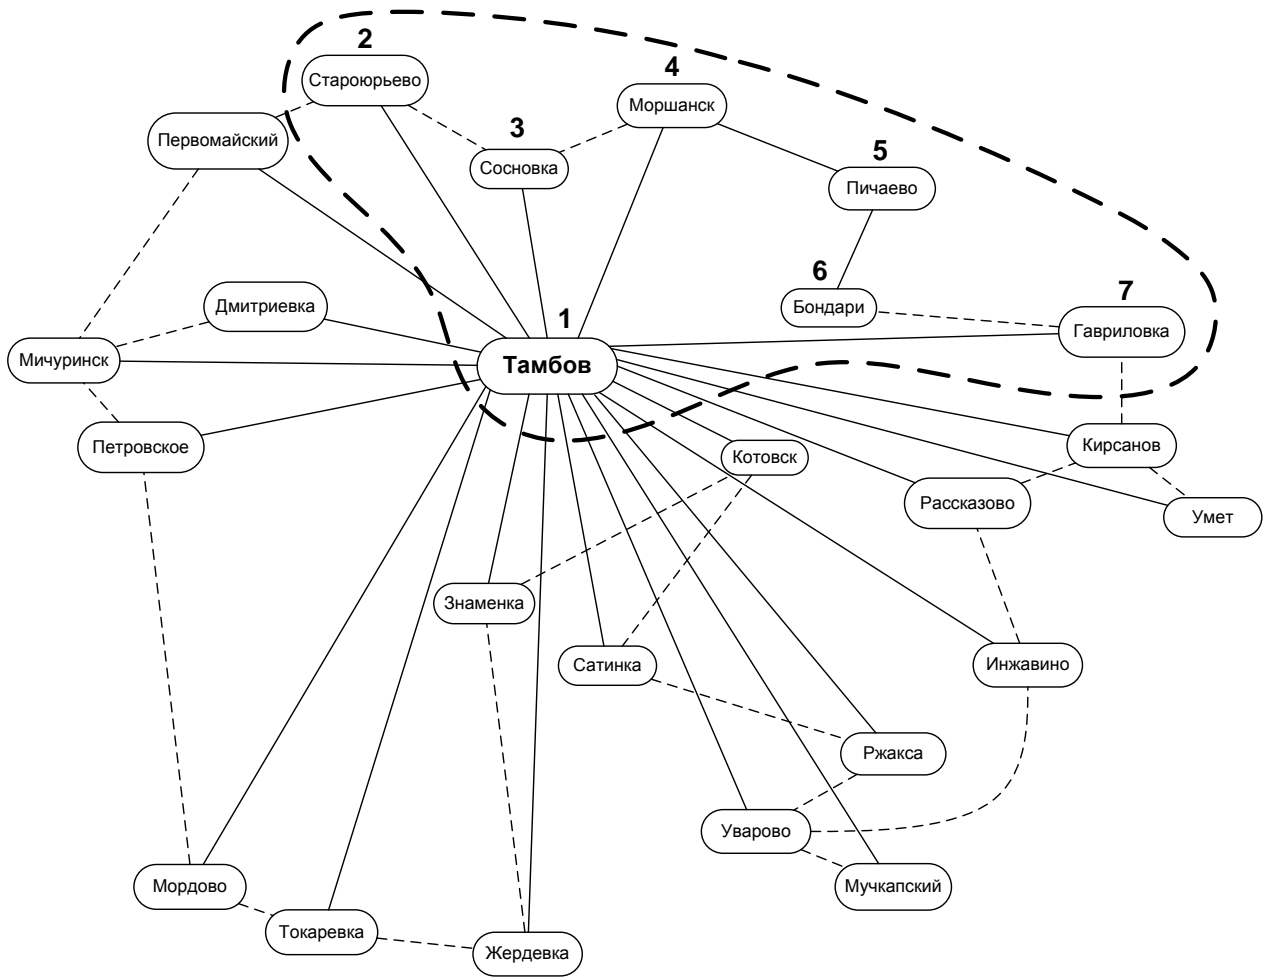 2
Староюрьево
4
Моршанск
Первомайский
3
Сосновка
5
Пичаево
6
Бондари
7
Гавриловка
Дмитриевка
1
Тамбов
Мичуринск
Петровское
Котовск
Кирсанов
Рассказово
Умет
Знаменка
Сатинка
Инжавино
Ржакса
Уварово
Мучкапский
Мордово
Токаревка
Жердевка